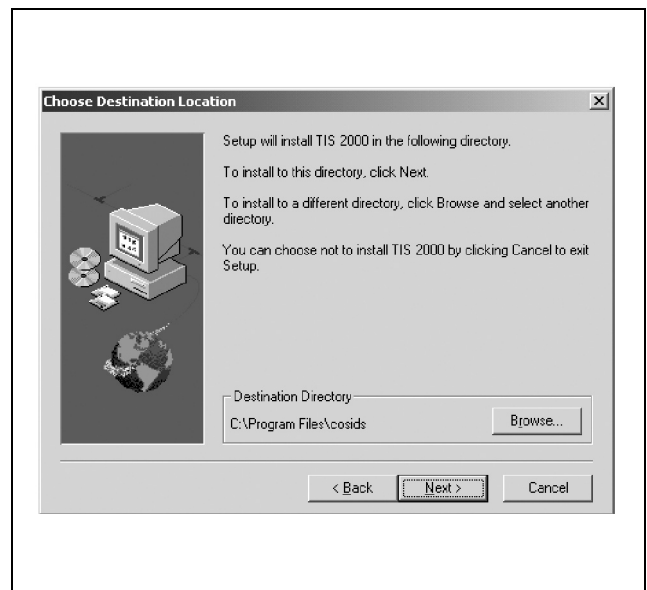 Choose Destination Location
Setup will install TIS 2000 in the following directory.
To install to this directory, click Next.
To install to a different directory, click Browse and select another
directory.
You can choose not to install TIS 2000 by clicking Cancel to exit
Setup.
Destination Directory
C:\Program Files\cosids
Browse...
< Back
Next >
Cancel